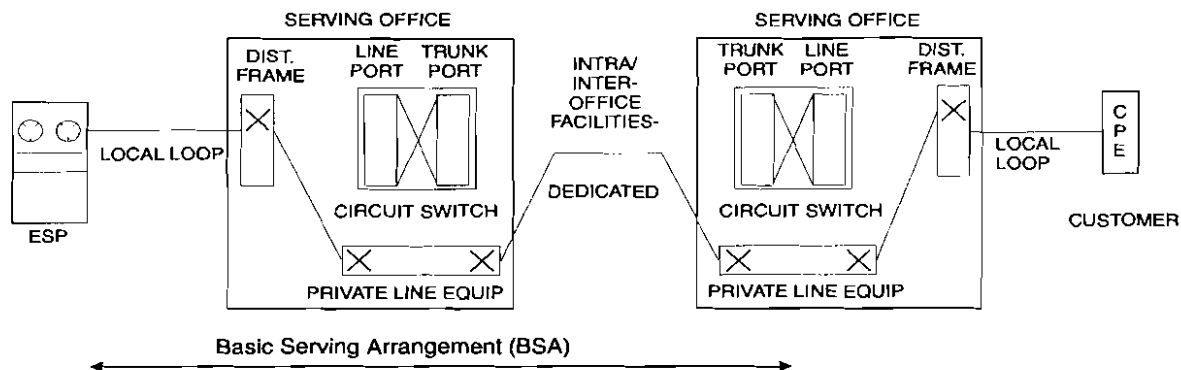 SERVING OFFICE
SERVING OFFICE
DIST.
FRAME
LINE
PORT
TRUNK
PORT
INTRA/
INTER-
OFFICE
FACILITIES-
TRUNK
PORT
LINE
PORT
DIST.
FRAME
CPE
LOCAL LOOP
DEDICATED
LOCAL
LOOP
CIRCUIT SWITCH
CIRCUIT SWITCH
ESP
CUSTOMER
PRIVATE LINE EQUIP
PRIVATE LINE EQUIP
Basic Serving Arrangement (BSA)